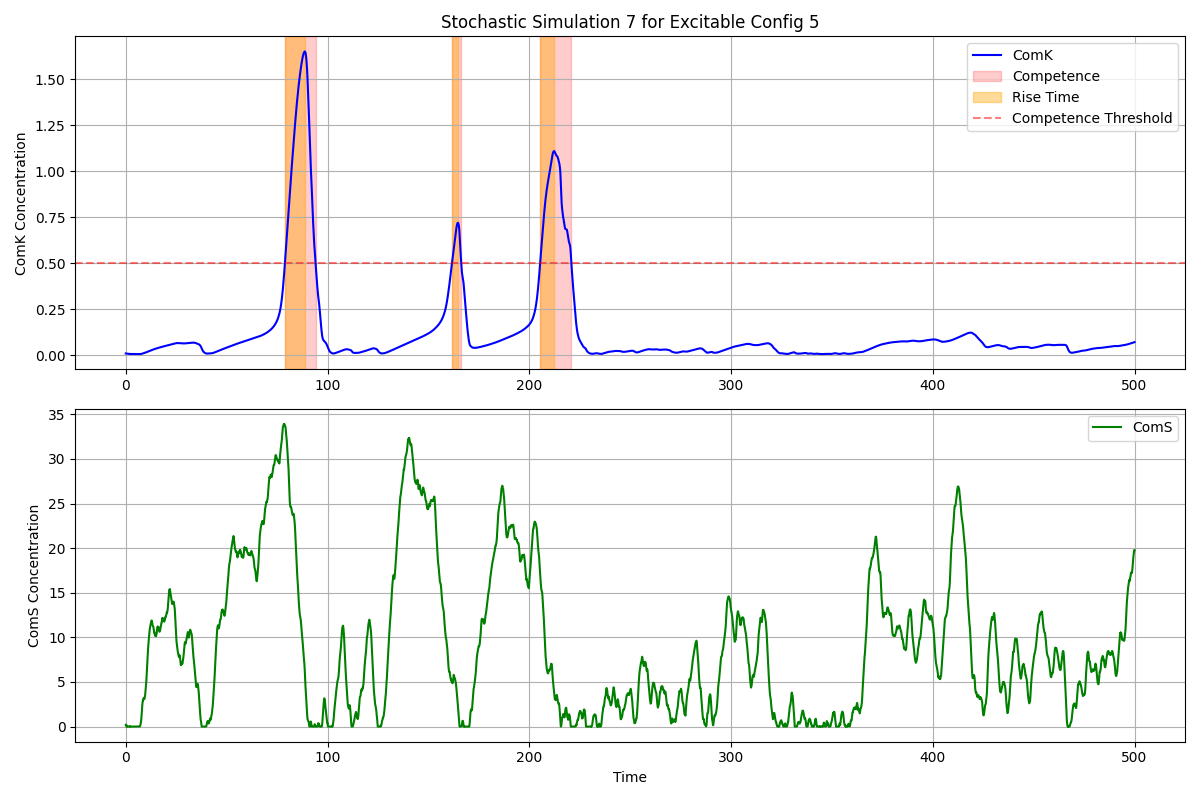 Stochastic Simulation 7 for Excitable Config 5
ComK Concentration
1.50
1.25
1.00
0.75
0.50
0.25
0.00
ComK
Competence
Rise Time
Competence Threshold
0 100 200 300 400 500
ComS Concentration
35
30
25
20
15
10
5
0
ComS
0 100 200 300 400 500
Time